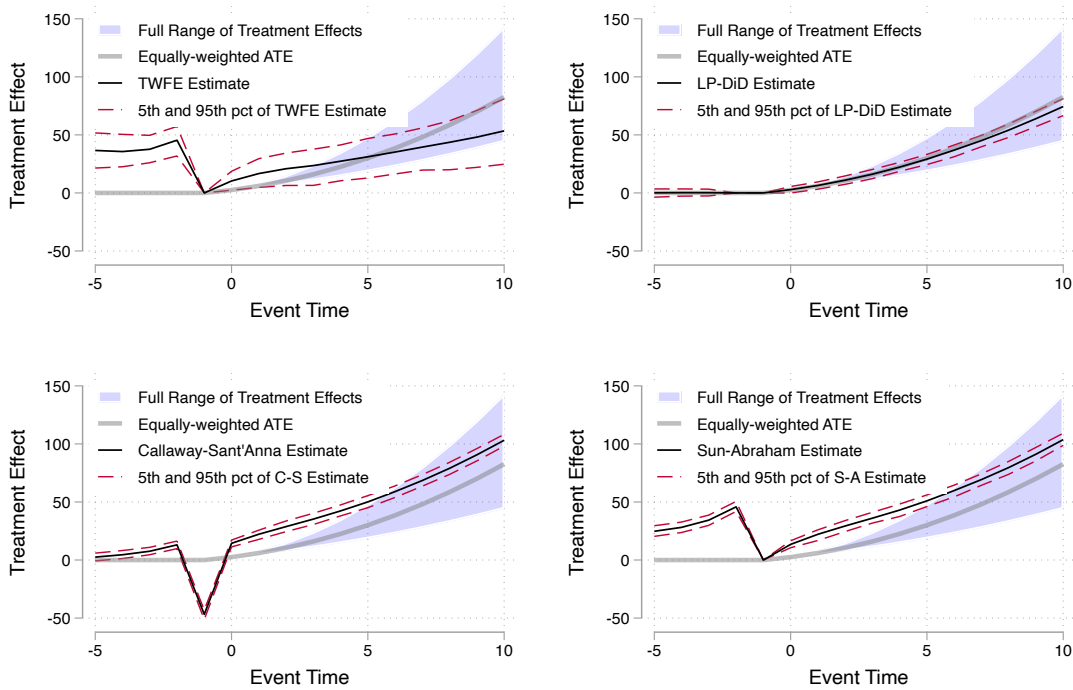 Full Range of Treatment Effects
Equally-weighted ATE
TWFE Estimate
5th and 95th pct of TWFE Estimate
150
100
50
0
-50
Treatment Effect
-5
0
5
10
Event Time
Full Range of Treatment Effects
Equally-weighted ATE
LP-DiD Estimate
5th and 95th pct of LP-DiD Estimate
150
100
50
0
-50
Treatment Effect
-5
0
5
10
Event Time
Full Range of Treatment Effects
Equally-weighted ATE
Callaway-Sant'Anna Estimate
5th and 95th pct of C-S Estimate
150
100
50
0
-50
Treatment Effect
-5
0
5
10
Event Time
Full Range of Treatment Effects
Equally-weighted ATE
Sun-Abraham Estimate
5th and 95th pct of S-A Estimate
150
100
50
0
-50
Treatment Effect
-5
0
5
10
Event Time